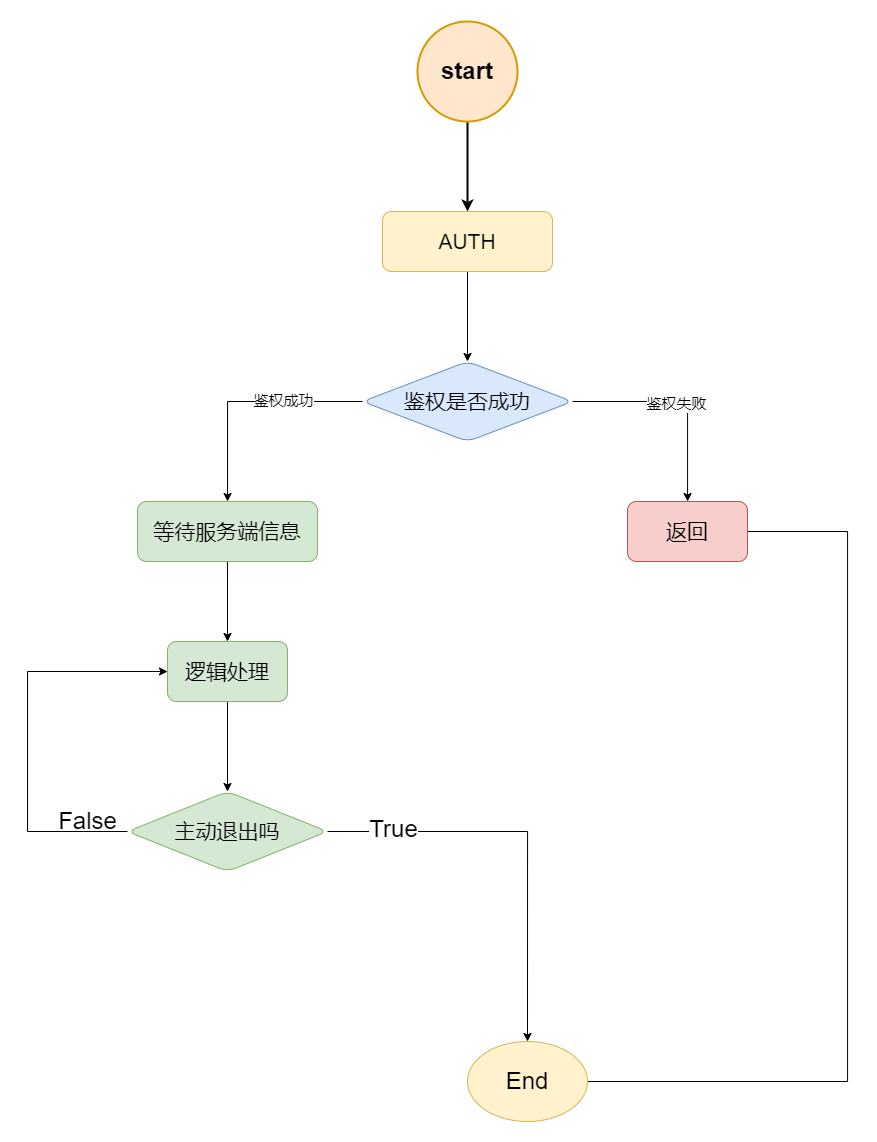 start
AUTH
鉴权是否成功
鉴权成功
鉴权失败
等待服务端信息
返回
逻辑处理
False
主动退出吗
True
End